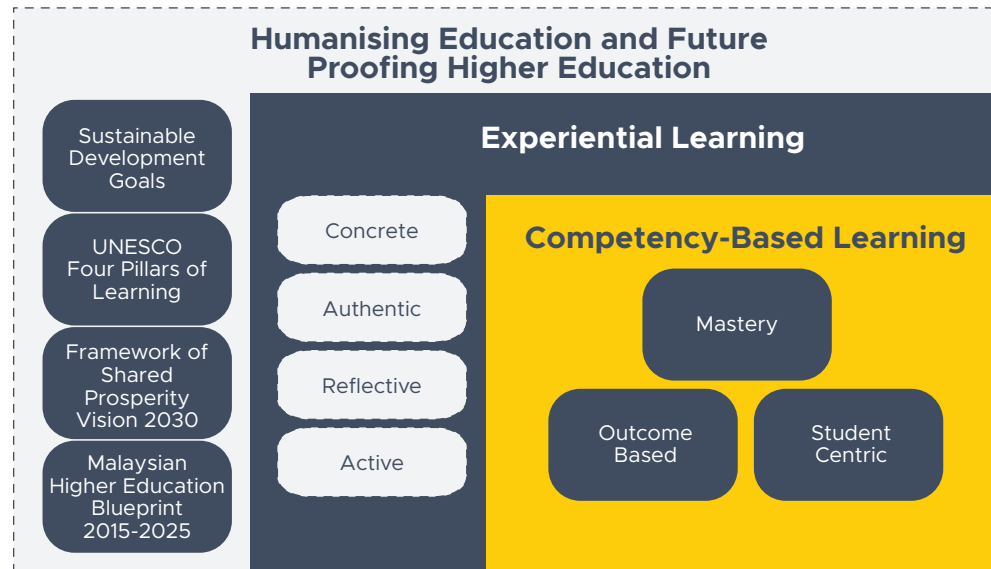 Humanising Education and Future
Proofing Higher Education
Sustainable
Development
Goals
UNESCO
Four Pillars of
Learning
Framework of
Shared
Prosperity
Vision 2030
Malaysian
Higher Education
Blueprint
2015-2025
Experiential Learning
Concrete
Authentic
Reflective
Active
Competency-Based Learning
Mastery
Outcome
Based
Student
Centric